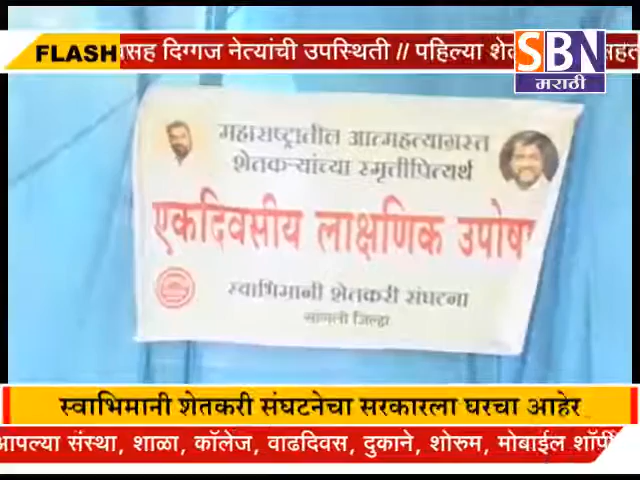 FLASH
सह दिग्गज नेत्यांची उपस्थिती // पहिल्या शे
SBN
मराठी
महाराष्ट्रातील आत्महत्याग्रस्त
शेतकऱ्यांच्या स्मृतीपित्यर्थ
एकदिवसीय लाक्षणिक उपोष
स्वाभिमानी शेतकरी संघटना
सांगली जिल्हा
स्वाभिमानी शेतकरी संघटनेचा सरकारला घरचा आहेर
आपल्या संस्था, शाळा, कॉलेज, वाढदिवस, दुकाने, शोरुम, मोबाईल शॉपी